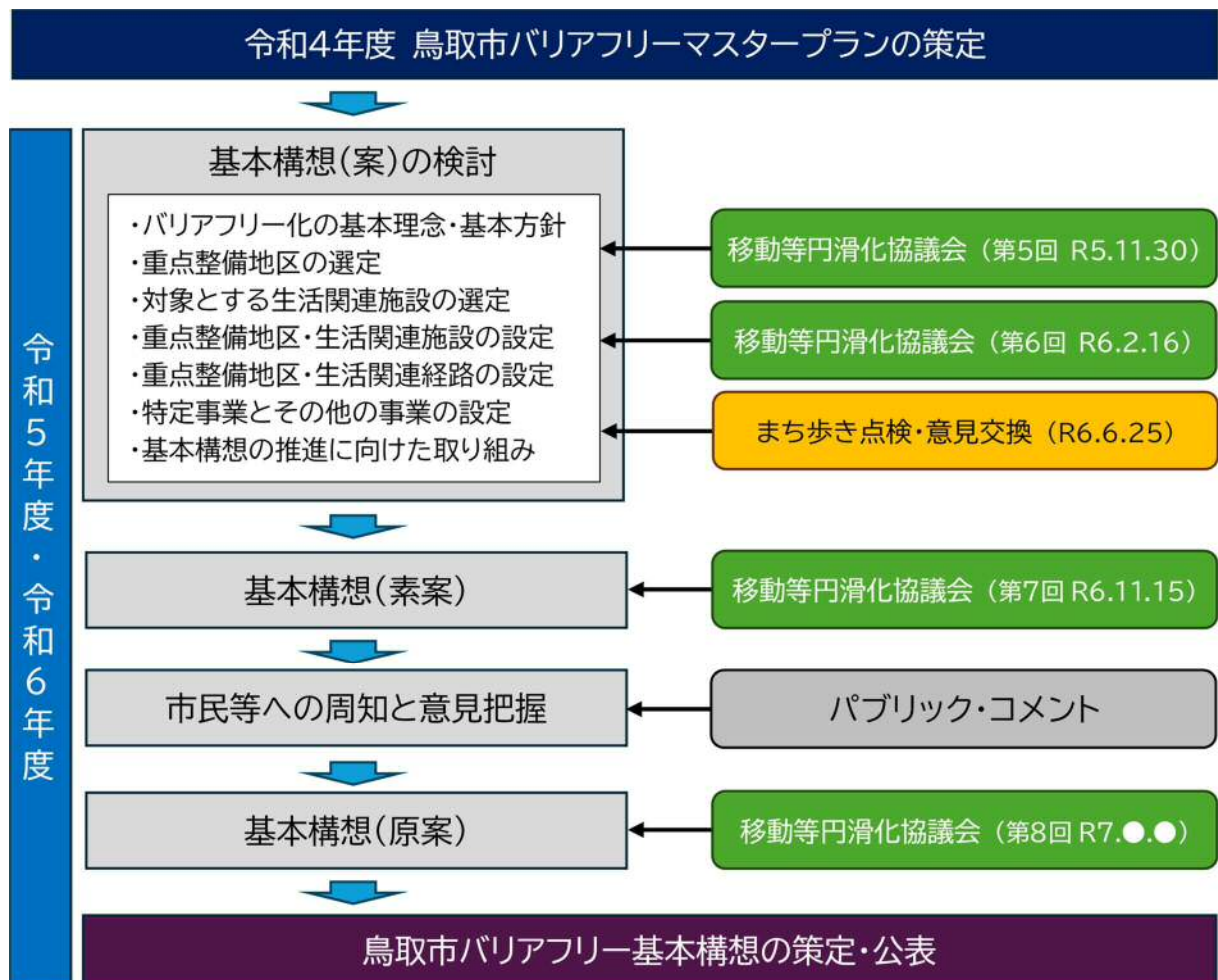 令和4年度 鳥取市バリアフリーマスタープランの策定
令和5年度・令和6年度
基本構想(案)の検討
・バリアフリー化の基本理念・基本方針
・重点整備地区の選定
・対象とする生活関連施設の選定
・重点整備地区・生活関連施設の設定
・重点整備地区・生活関連経路の設定
・特定事業とその他の事業の設定
・基本構想の推進に向けた取り組み
移動等円滑化協議会 (第5回 R5.11.30)
移動等円滑化協議会 (第6回 R6.2.16)
まち歩き点検・意見交換 (R6.6.25)
基本構想(素案)
移動等円滑化協議会 (第7回 R6.11.15)
市民等への周知と意見把握
パブリック・コメント
基本構想(原案)
移動等円滑化協議会 (第8回 R7.●.●)
鳥取市バリアフリー基本構想の策定・公表